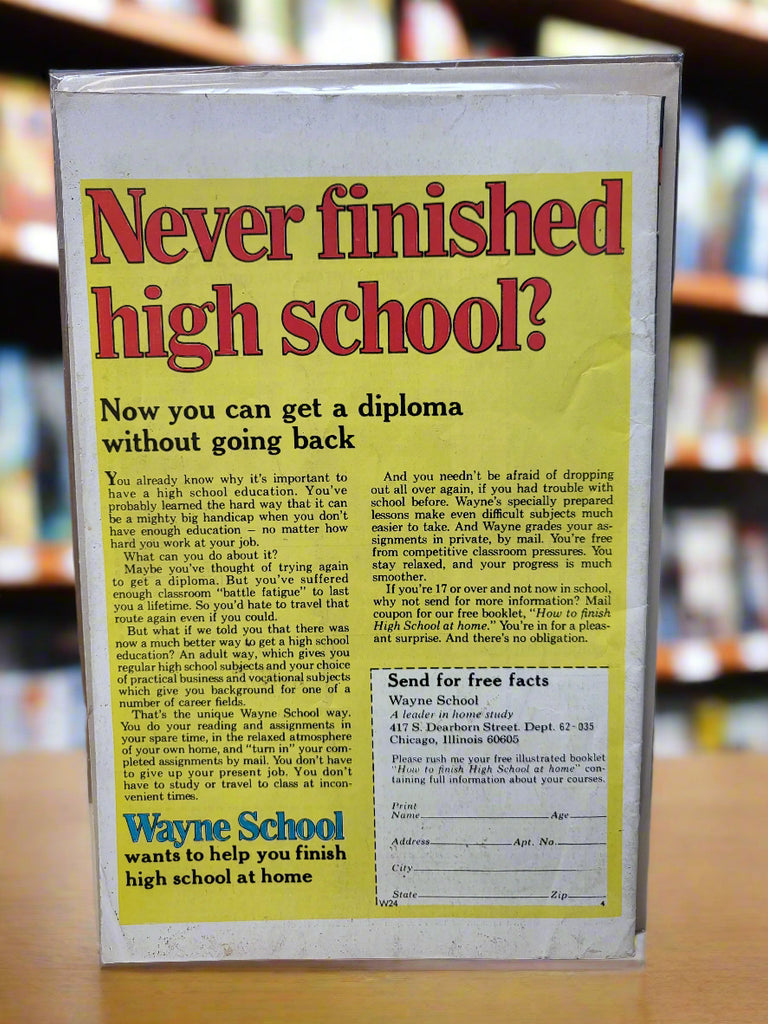 Never finished
high school?
Now you can get a diploma
without going back
You already know why it's important to
have a high school education. You've
probably learned the hard way that it can
be a mighty big handicap when you don't
have enough education — no matter how
hard you work at your job.
What can you do about it?
Maybe you've thought of trying again
to get a diploma. But you've suffered
enough classroom "battle fatigue" to last
you a lifetime. So you'd hate to travel that
route again even if you could.
But what if we told you that there was
now a much better way to get a high school
education? An adult way, which gives you
regular high school subjects and your choice
of practical business and vocational subjects
which give you background for one of a
number of career fields.
That's the unique Wayne School way.
You do your reading and assignments in
your spare time, in the relaxed atmosphere
of your own home, and "turn in" your com-
pleted assignments by mail. You don't have
to give up your present job. You don't
have to study or travel to class at incon-
venient times.
Wayne School
wants to help you finish
high school at home
And you needn't be afraid of dropping
out all over again, if you had trouble with
school before. Wayne's specially prepared
lessons make even difficult subjects much
easier to take. And Wayne grades your as-
signments in private, by mail. You're free
from competitive classroom pressures. You
stay relaxed, and your progress is much
smoother.
If you're 17 or over and not now in school,
why not send for more information? Mail
coupon for our free booklet, "How to finish
High School at home." You're in for a pleas-
ant surprise. And there's no obligation.
Send for free facts
Wayne School
A leader in home study
417 S. Dearborn Street. Dept. 62-035
Chicago, Illinois 60605
Please rush me your free illustrated booklet
"How to finish High School at home" con-
taining full information about your courses.
Print
Name Age
Address Apt. No.
City
State Zip
W24 4